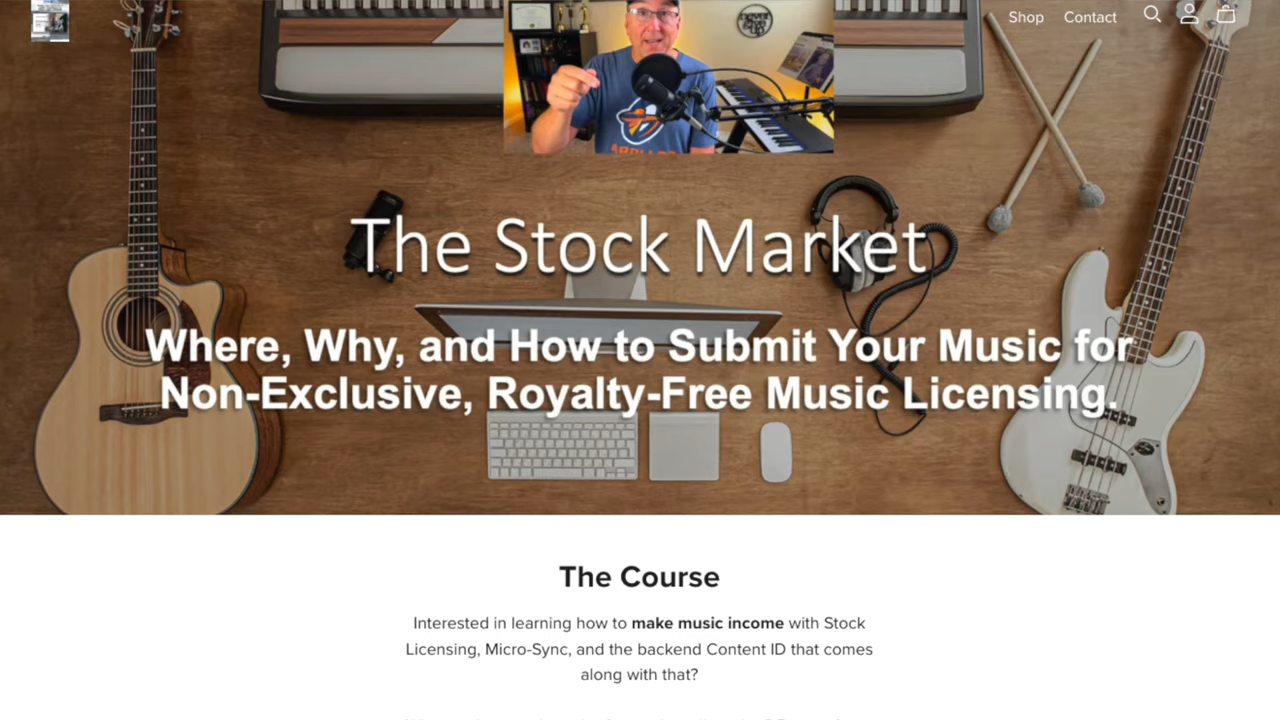 Shop Contact
The Stock Market
Where, Why, and How to Submit Your Music for
Non-Exclusive, Royalty-Free Music Licensing.
The Course
Interested in learning how to make music income with Stock
Licensing, Micro-Sync, and the backend Content ID that comes
along with that?